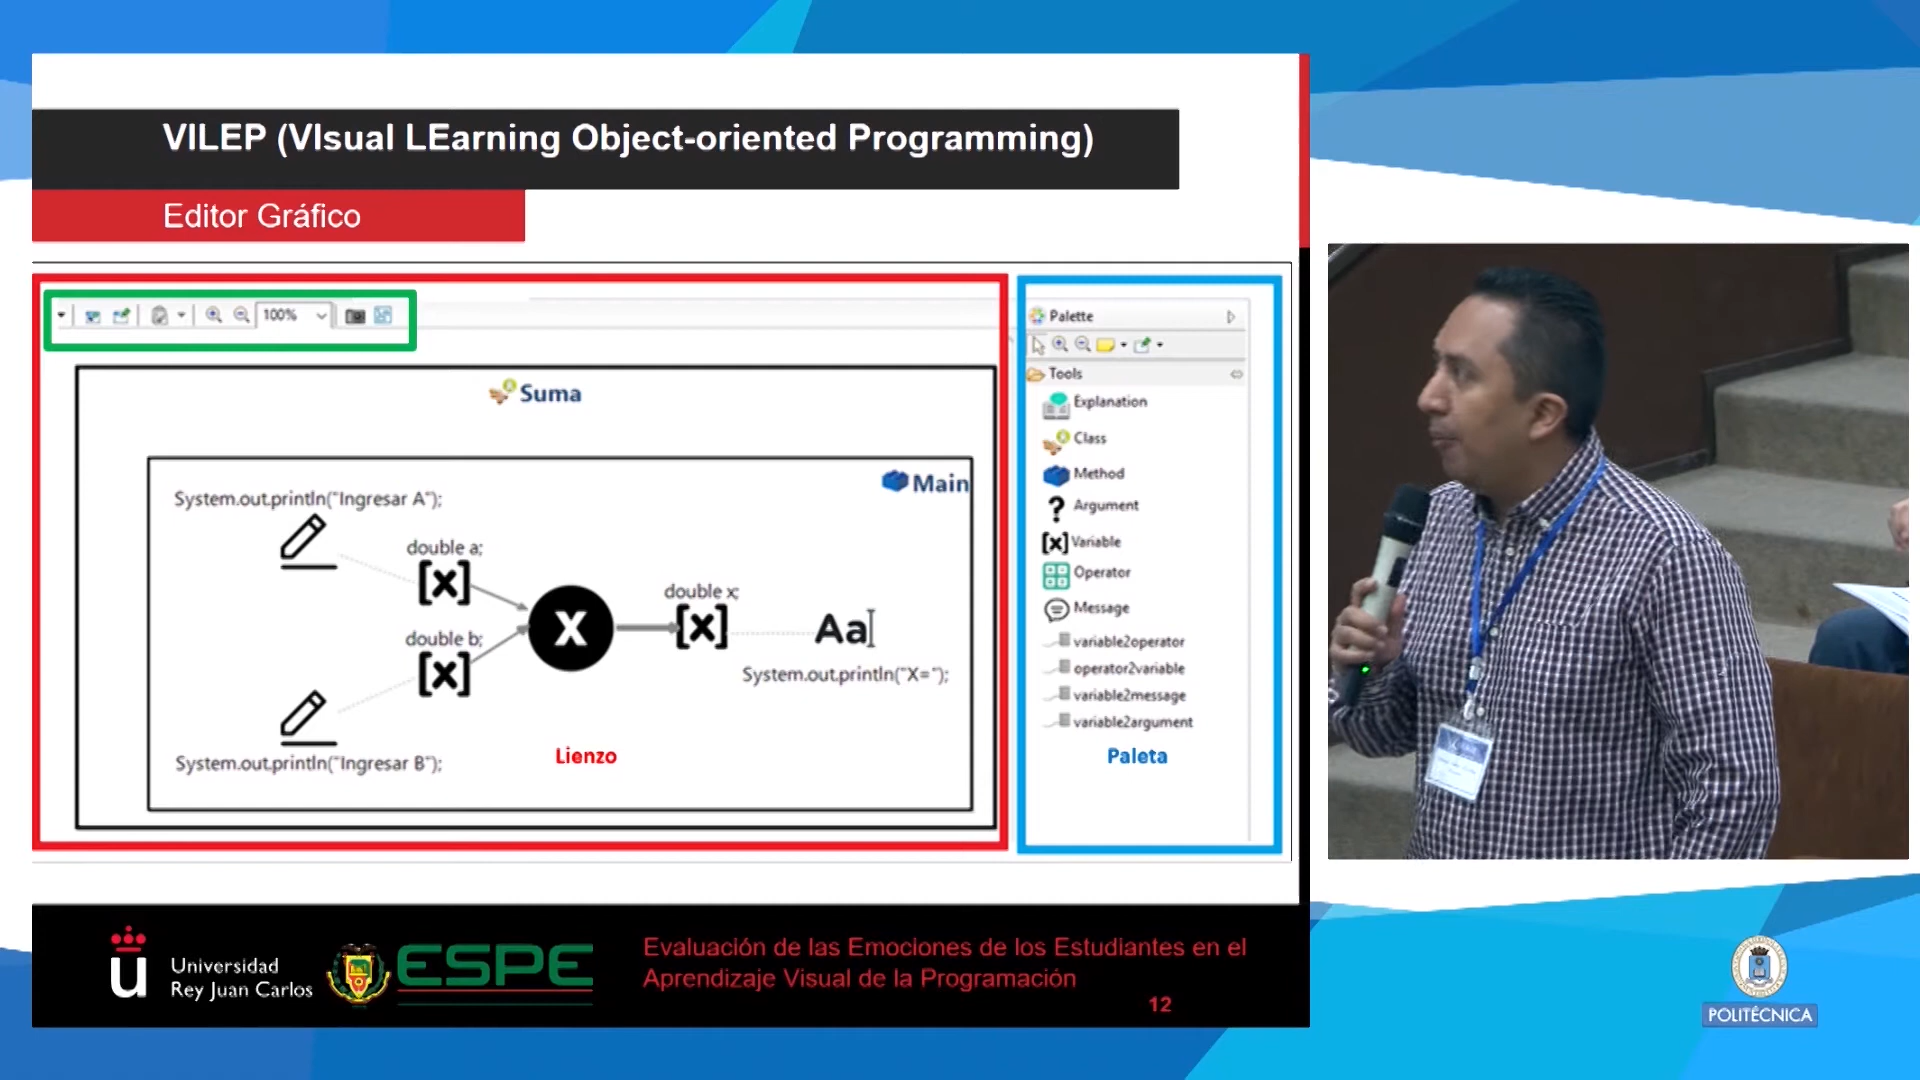 VILEP (VIsual LEarning Object-oriented Programming)
Editor Gráfico
100%
Suma
Main
System.out.println("Ingresar A");
double a;
[x]
double b;
[x]
System.out.println("Ingresar B");
X
double x;
[x]
Aa
System.out.println("X=");
Lienzo
Palette
Tools
Explanation
Class
Method
? Argument
[x] Variable
Operator
Message
variable2operator
operator2variable
variable2message
variable2argument
Paleta
u Universidad
Rey Juan Carlos
ESPE
Evaluación de las Emociones de los Estudiantes en el
Aprendizaje Visual de la Programación
12
POLITÉCNICA